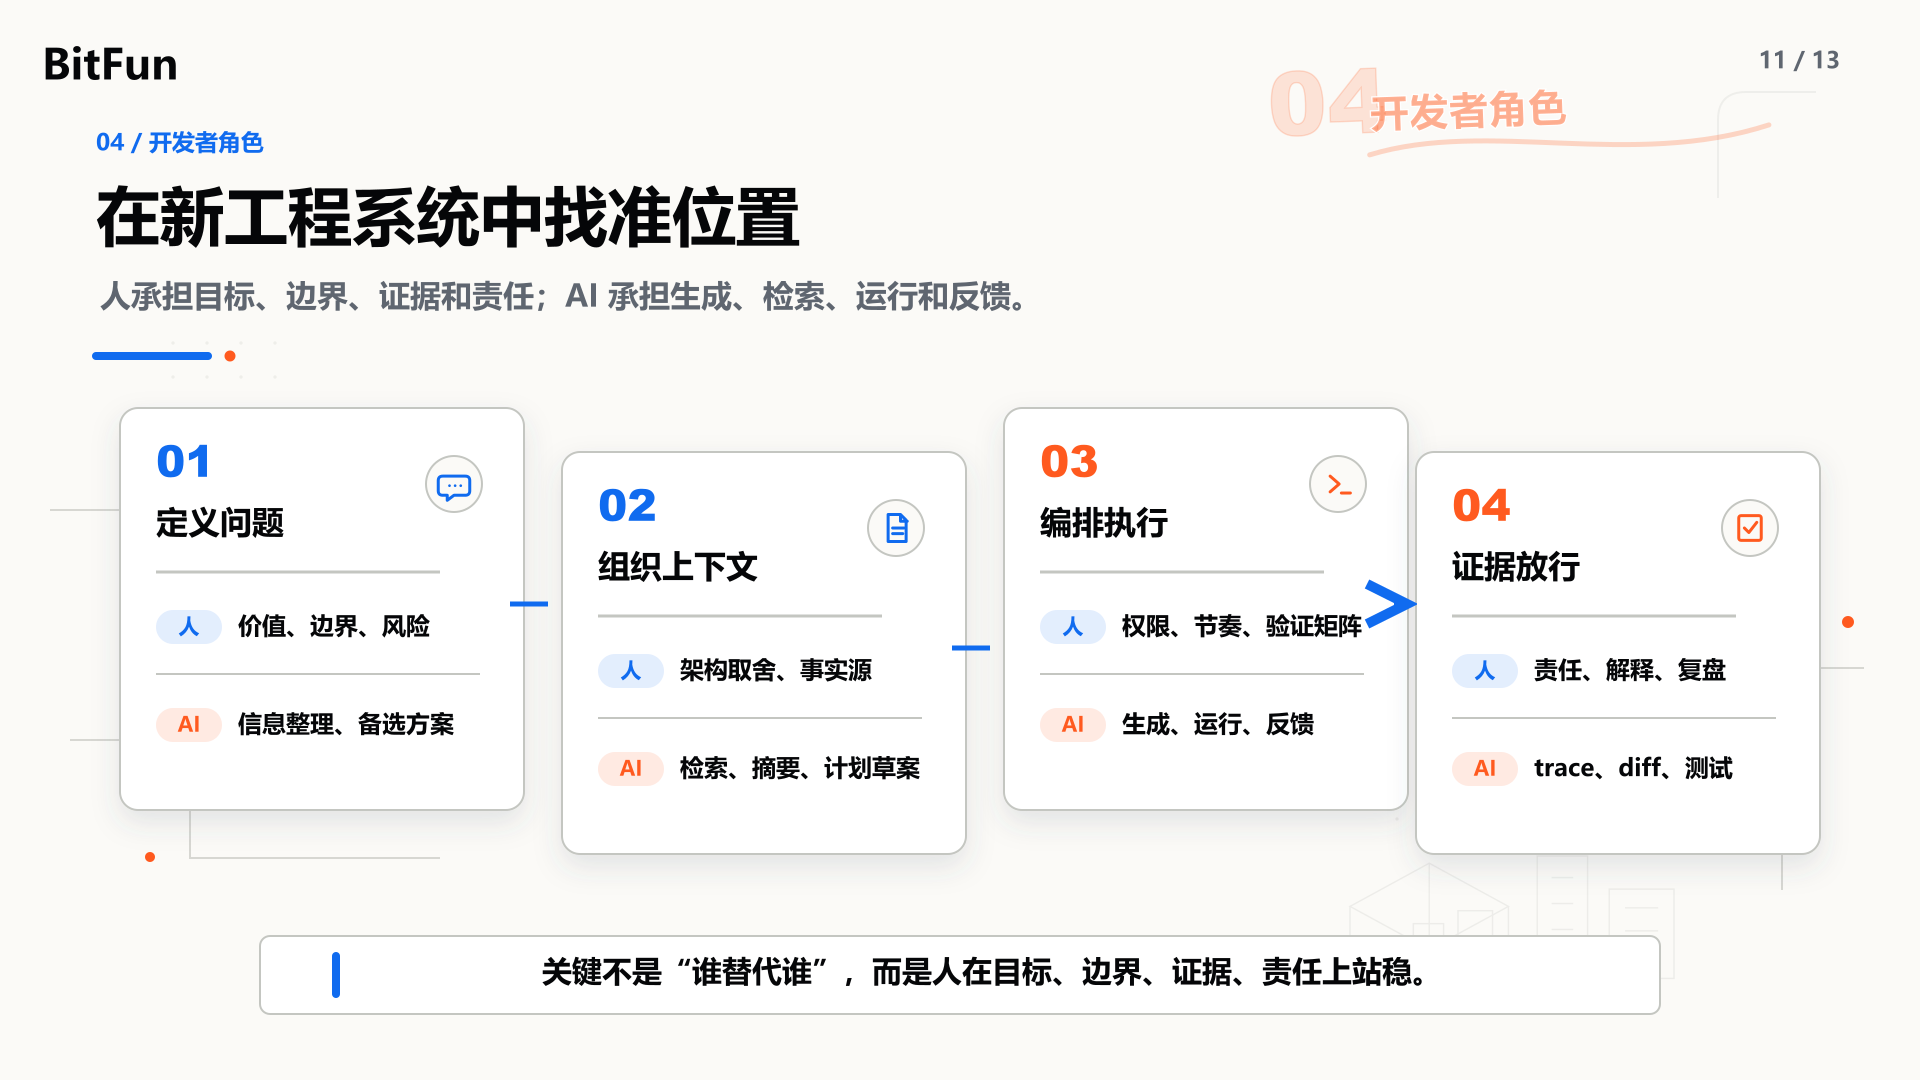 BitFun
11 / 13
04开发者角色
04 / 开发者角色
在新工程系统中找准位置
人承担目标、边界、证据和责任；AI 承担生成、检索、运行和反馈。
01
定义问题
人 价值、边界、风险
AI 信息整理、备选方案
02
组织上下文
人 架构取舍、事实源
AI 检索、摘要、计划草案
03
编排执行
人 权限、节奏、验证矩阵
AI 生成、运行、反馈
04
证据放行
人 责任、解释、复盘
AI trace、diff、测试
关键不是“谁替代谁”，而是人在目标、边界、证据、责任上站稳。